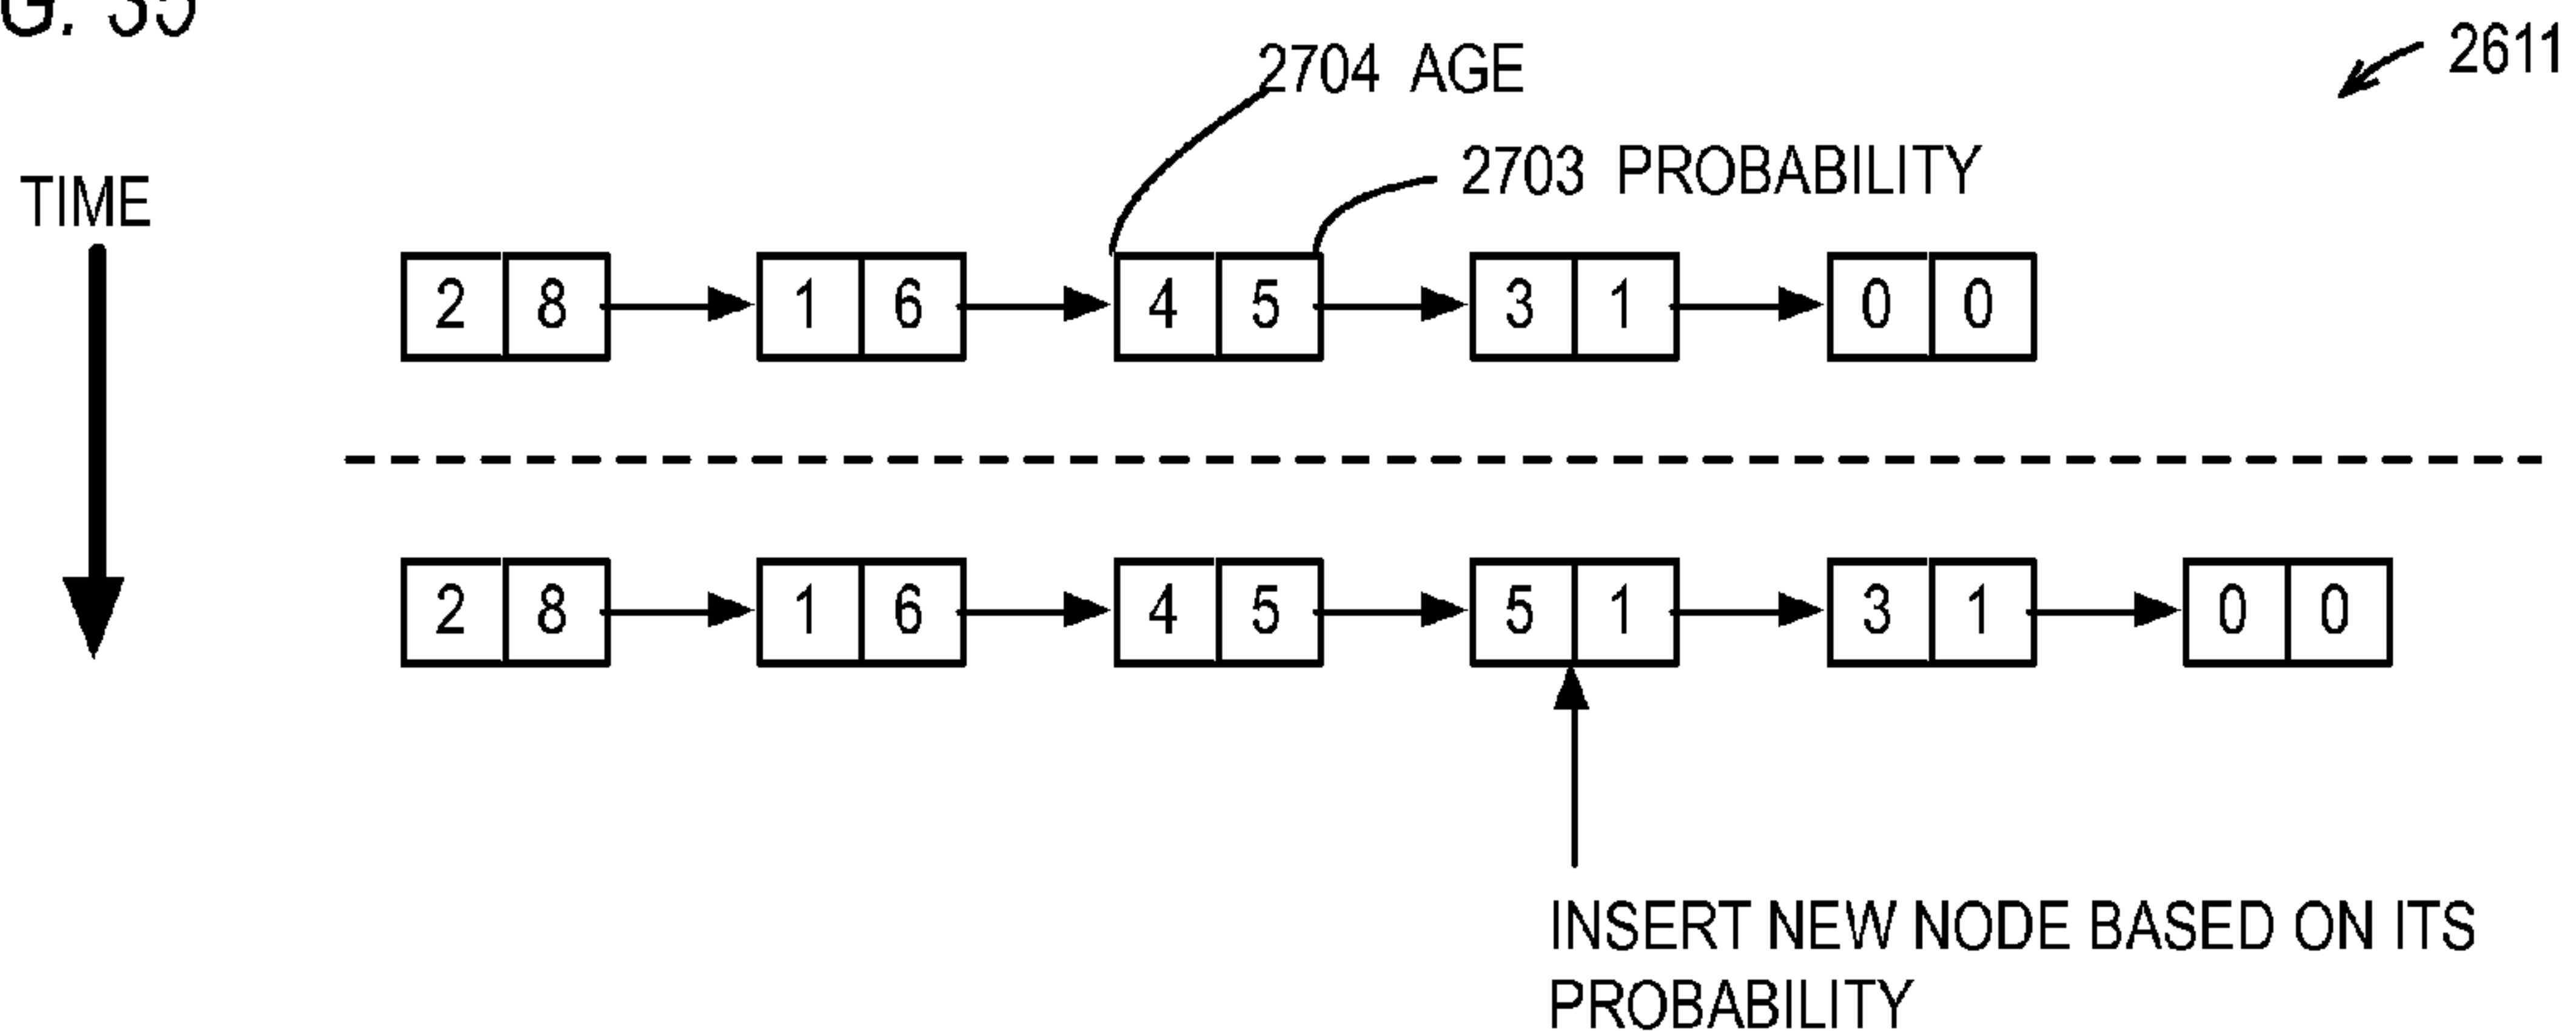 G. 35
2704 AGE
2611
2703 PROBABILITY
TIME
2 8 1 6 4 5 3 1 0 0
2 8 1 6 4 5 5 1 3 1 0 0
INSERT NEW NODE BASED ON ITS
PROBABILITY